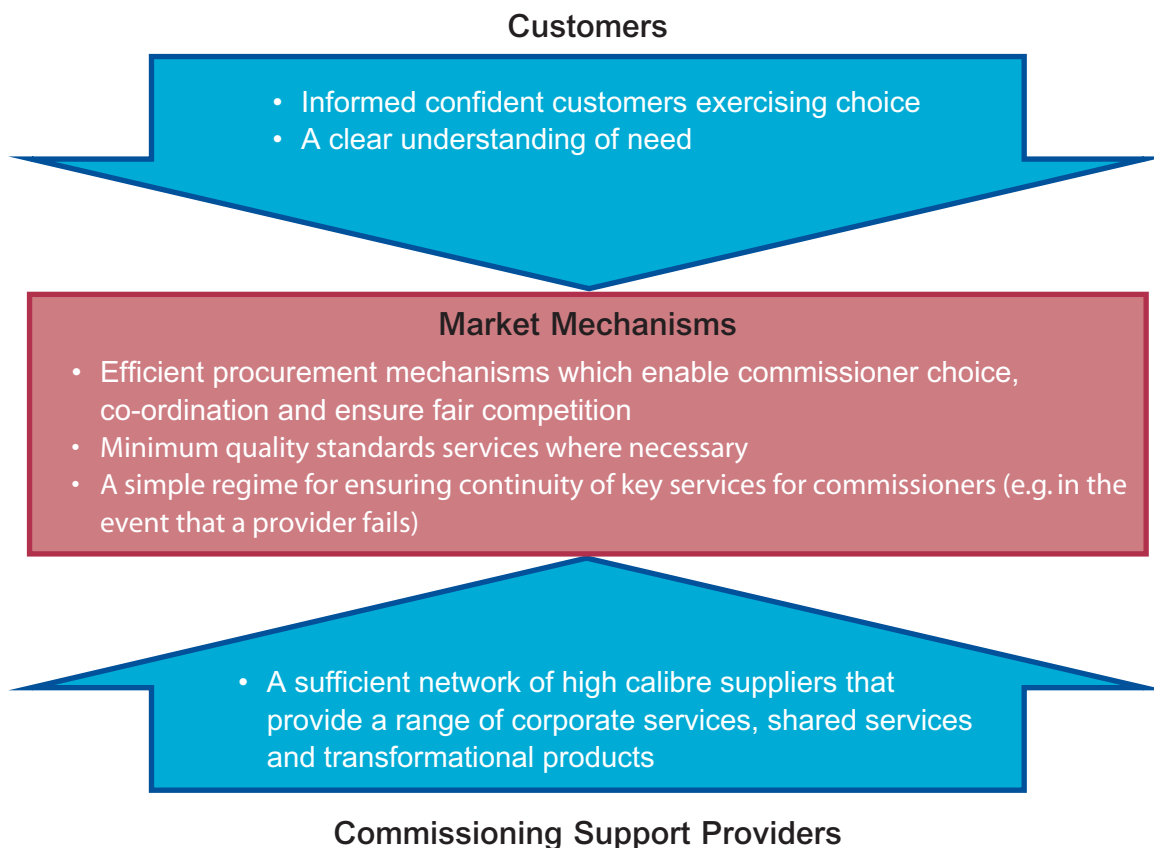 Customers
• Informed confident customers exercising choice
• A clear understanding of need
Market Mechanisms
• Efficient procurement mechanisms which enable commissioner choice,
co-ordination and ensure fair competition
• Minimum quality standards services where necessary
• A simple regime for ensuring continuity of key services for commissioners (e.g. in the
event that a provider fails)
• A sufficient network of high calibre suppliers that
provide a range of corporate services, shared services
and transformational products
Commissioning Support Providers